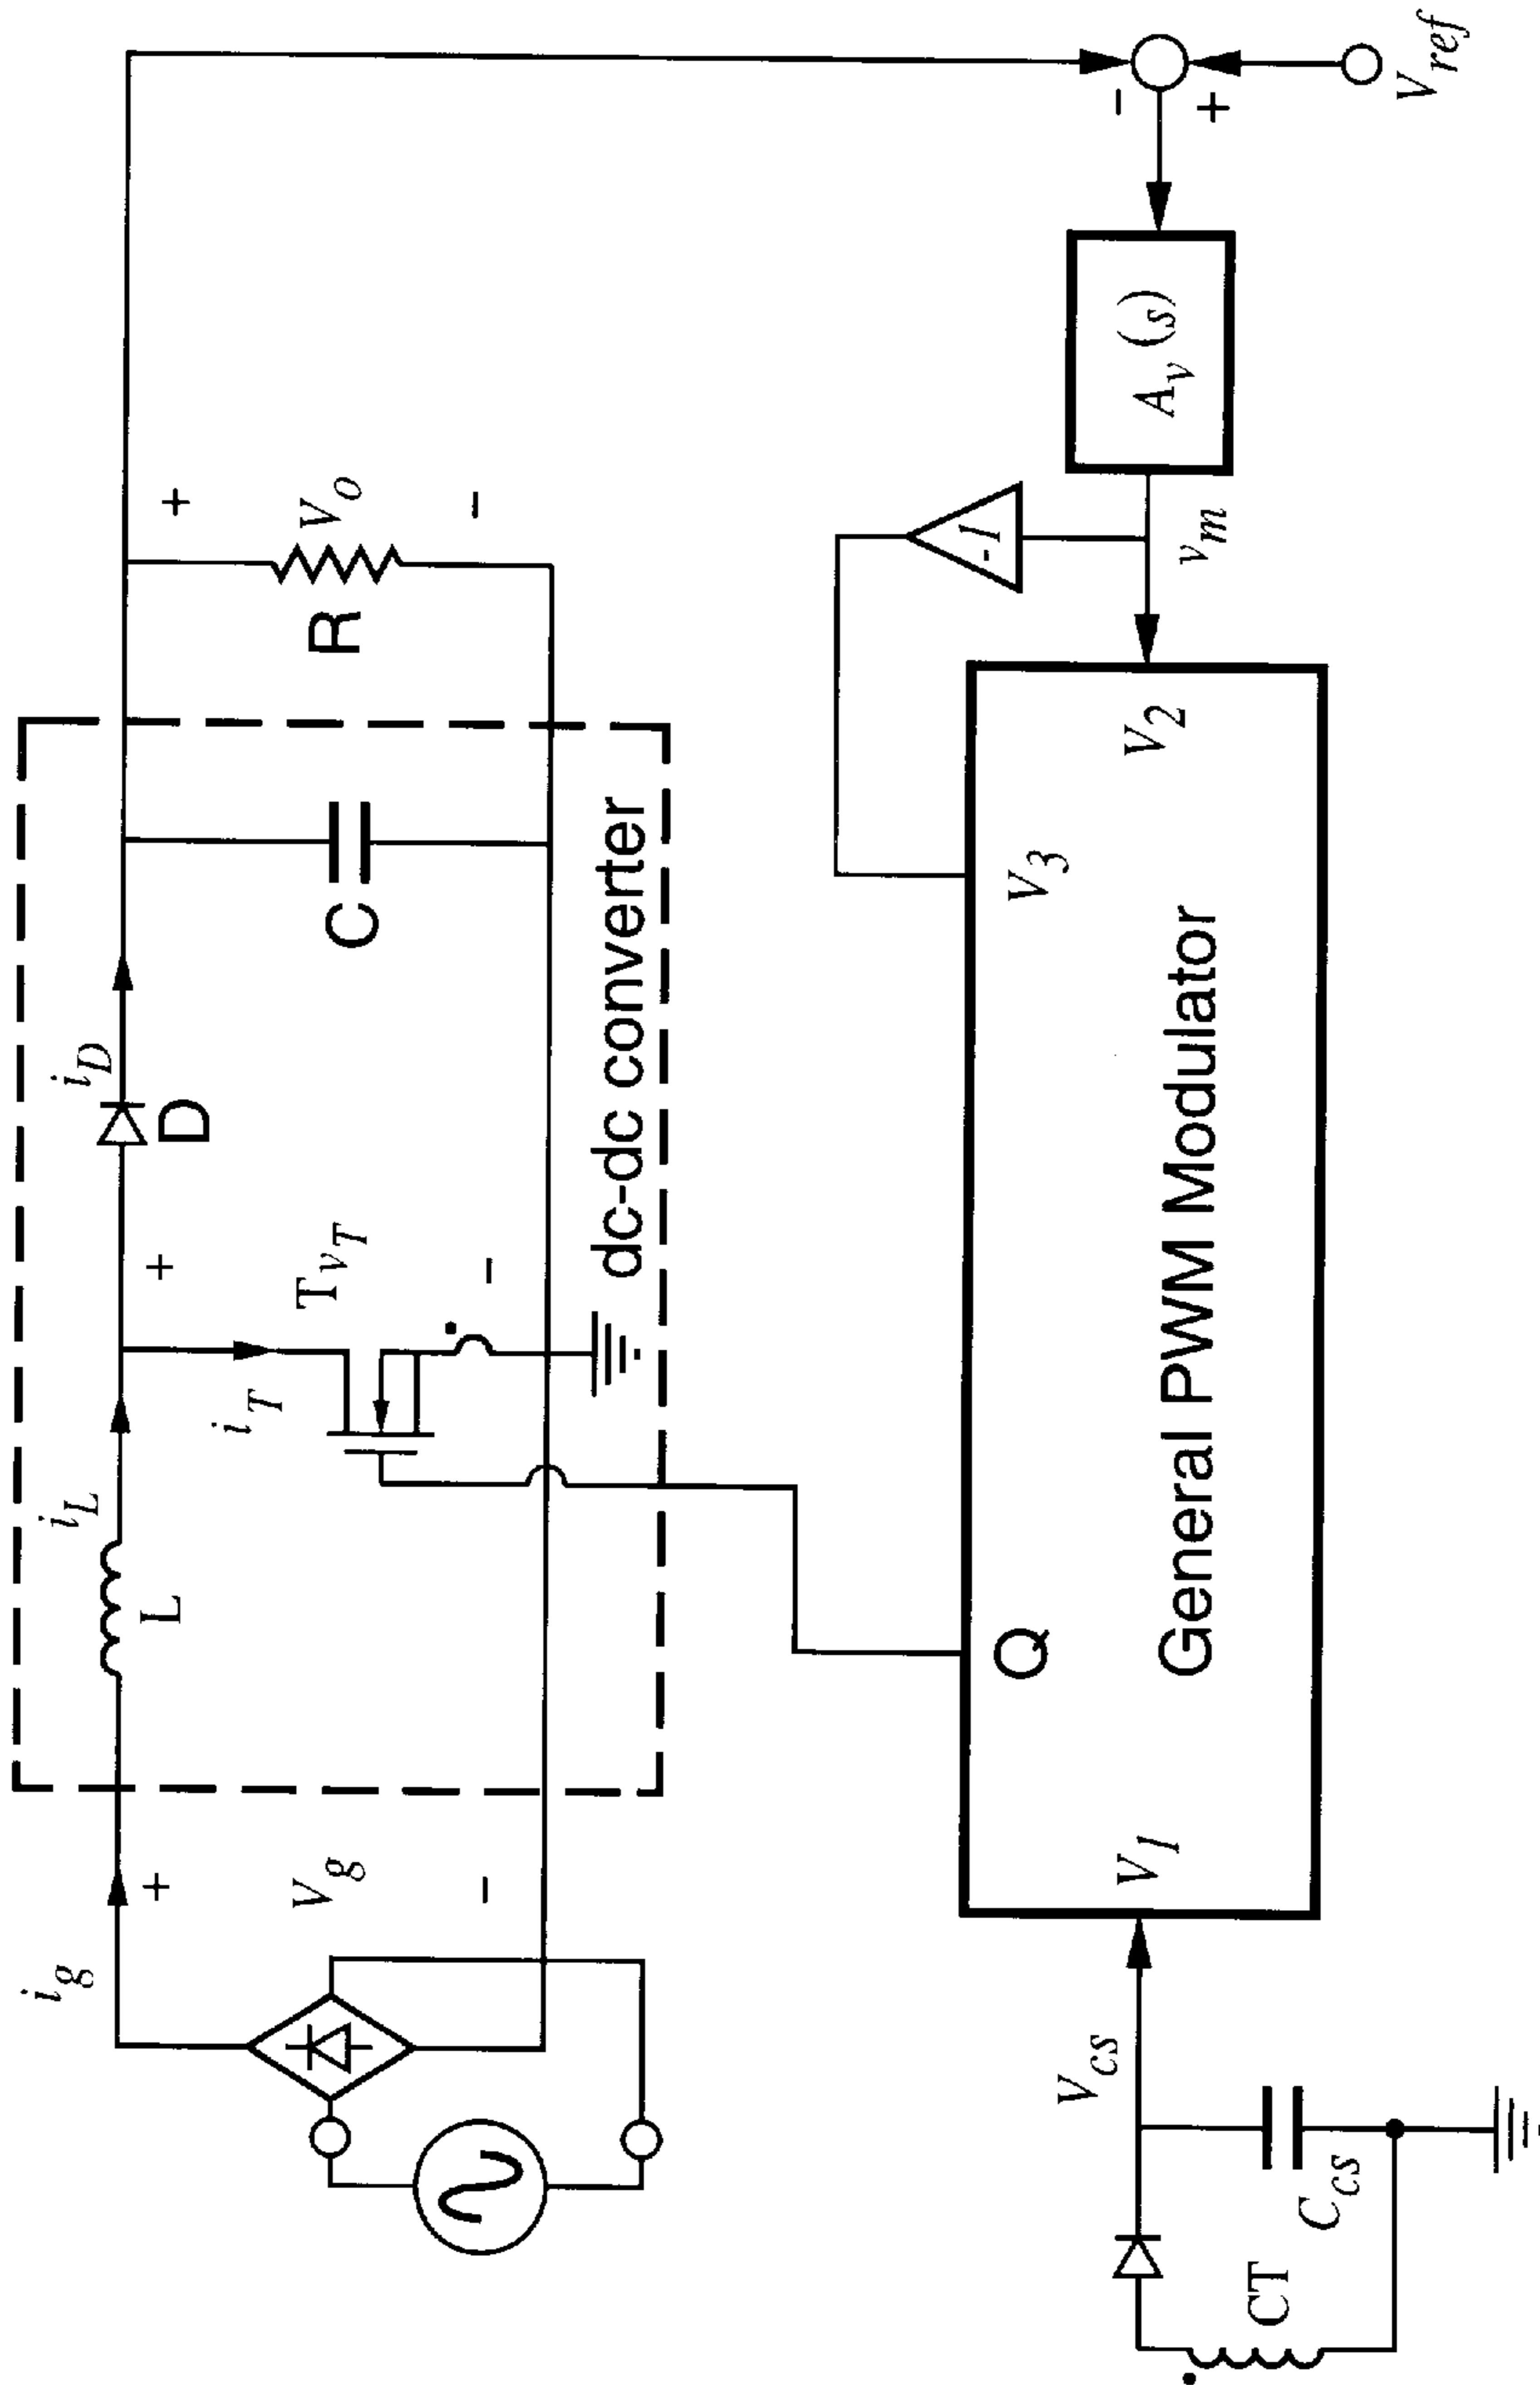 i_g
+
V_g
-
i_L
L
i_T
+
T v_T
-
i_D
D
C
dc-dc converter
+
R
V_o
-
CT
C_cs
V_cs
V_1
Q
General PWM Modulator
V_3
V_2
-1
v_m
A_v(s)
-
+
V_ref